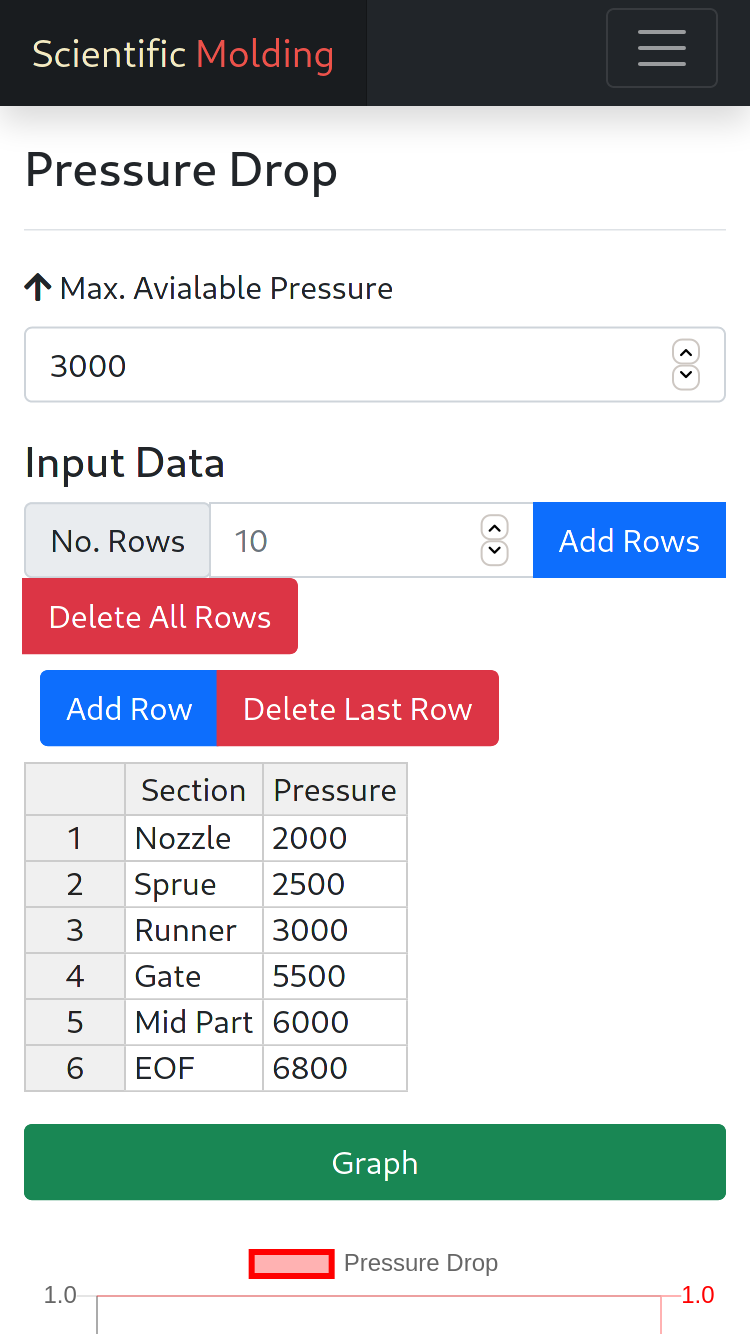 Scientific Molding
Pressure Drop
Max. Avialable Pressure
3000
Input Data
No. Rows 10 Add Rows
Delete All Rows
Add Row Delete Last Row
Section Pressure
1 Nozzle 2000
2 Sprue 2500
3 Runner 3000
4 Gate 5500
5 Mid Part 6000
6 EOF 6800
Graph
Pressure Drop
1.0 1.0